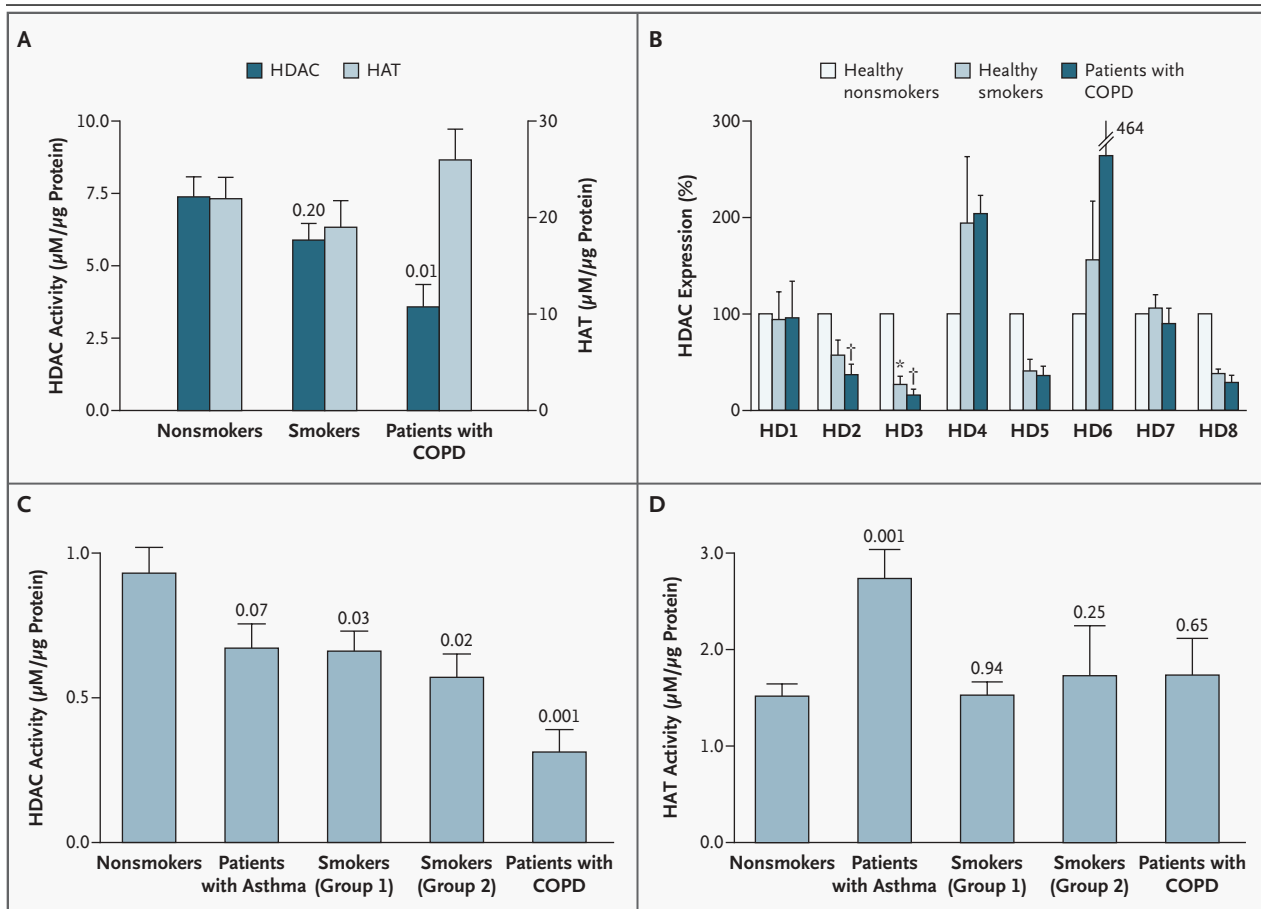 A
HDAC HAT
HDAC Activity (µM/µg Protein)
10.0
7.5
5.0
2.5
0.0
0.20
0.01
30
20
10
0
HAT (µM/µg Protein)
Nonsmokers Smokers Patients with
COPD
B
Healthy Healthy Patients with
nonsmokers smokers COPD
HDAC Expression (%)
300
200
100
0
464
†
*
†
HD1 HD2 HD3 HD4 HD5 HD6 HD7 HD8
C
HDAC Activity (µM/µg Protein)
1.0
0.5
0.0
0.07
0.03
0.02
0.001
Nonsmokers Patients Smokers Smokers Patients with
with Asthma (Group 1) (Group 2) COPD
D
HAT Activity (µM/µg Protein)
3.0
2.0
1.0
0.0
0.001
0.94
0.25
0.65
Nonsmokers Patients Smokers Smokers Patients with
with Asthma (Group 1) (Group 2) COPD